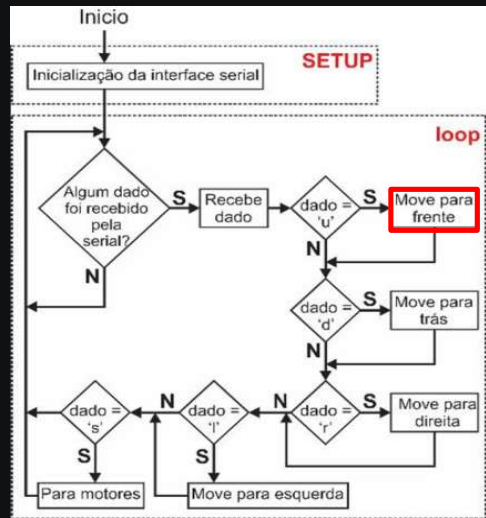 Inicio
SETUP
Inicialização da interface serial
loop
Algum dado
foi recebido
pela
serial?
S
N
Recebe
dado
dado =
'u'
S
N
Move para
frente
dado =
'd'
S
N
Move para
trás
dado =
'r'
S
N
Move para
direita
dado =
'l'
N
S
Move para esquerda
dado =
's'
S
Para motores